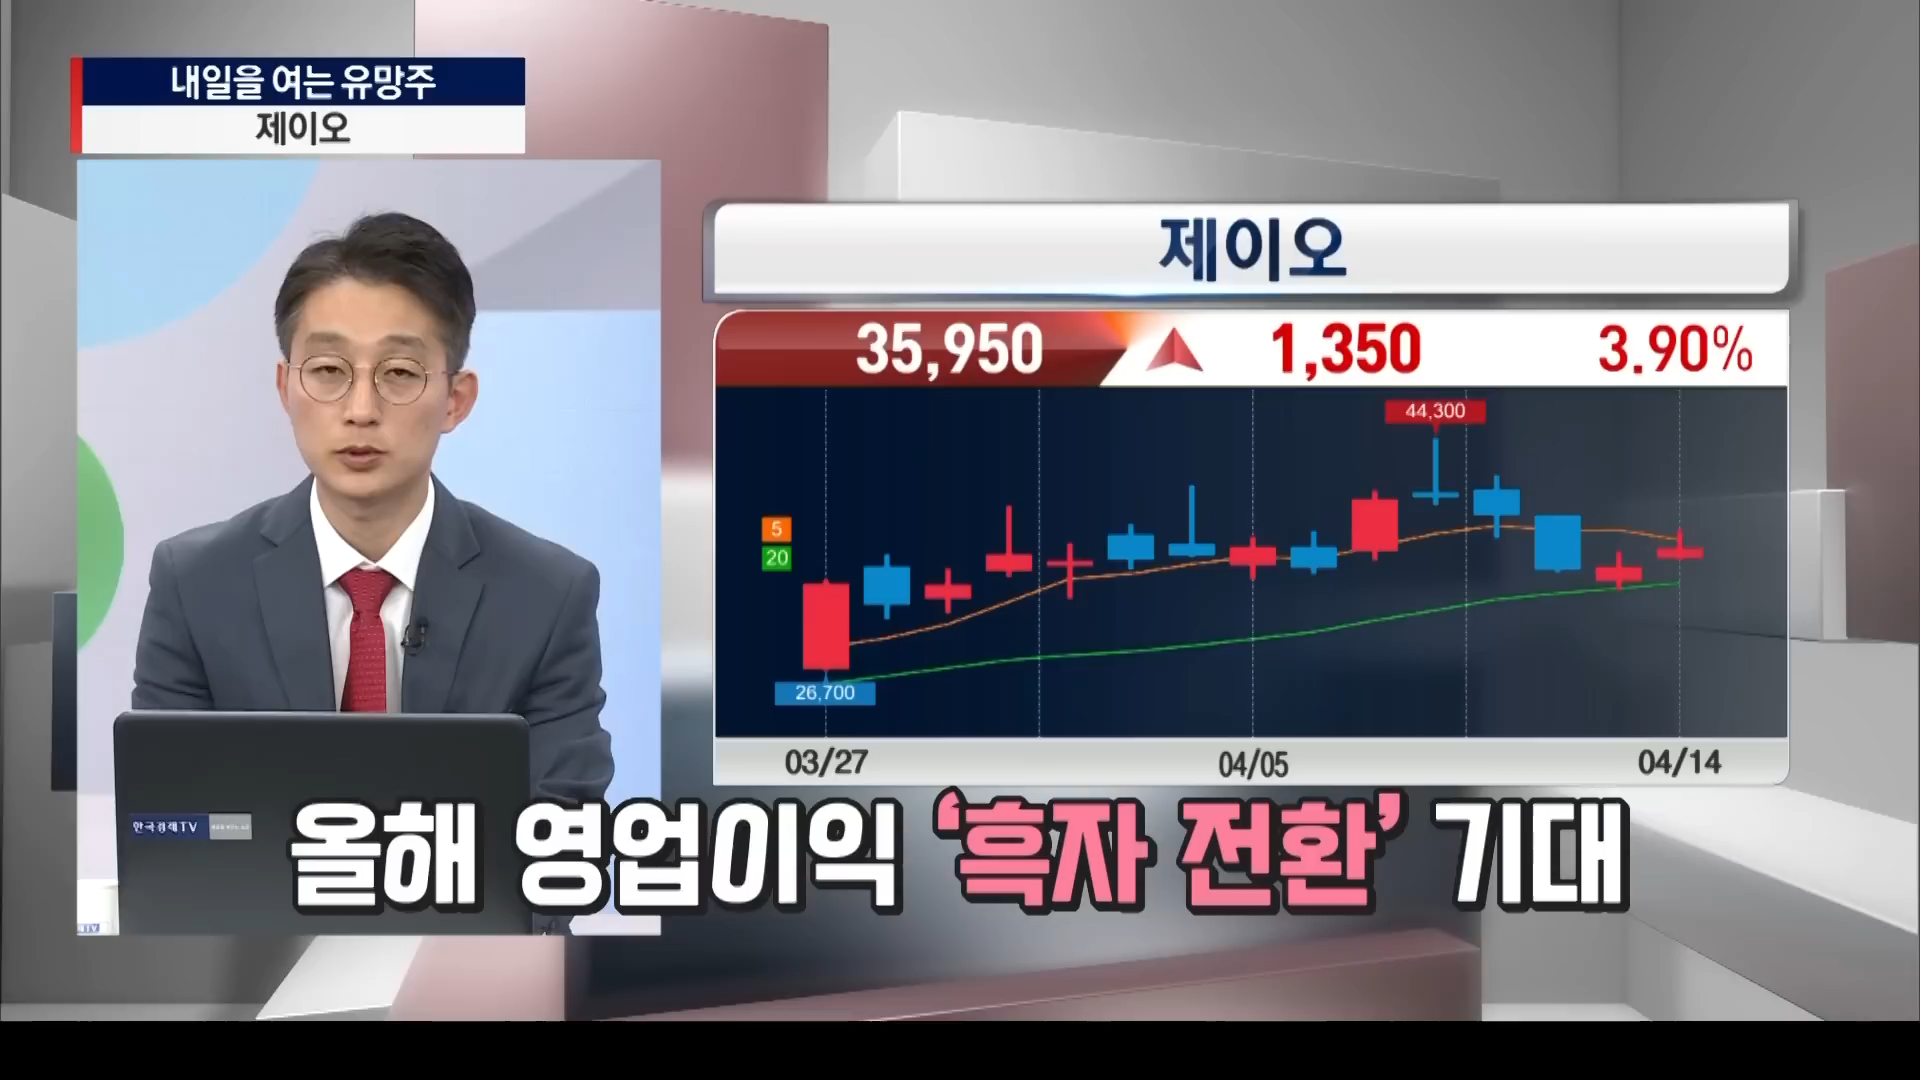 내일을 여는 유망주
제이오
제이오
35,950 1,350 3.90%
44,300
5
20
26,700
03/27 04/05 04/14
한국경제TV
올해 영업이익 '흑자 전환' 기대